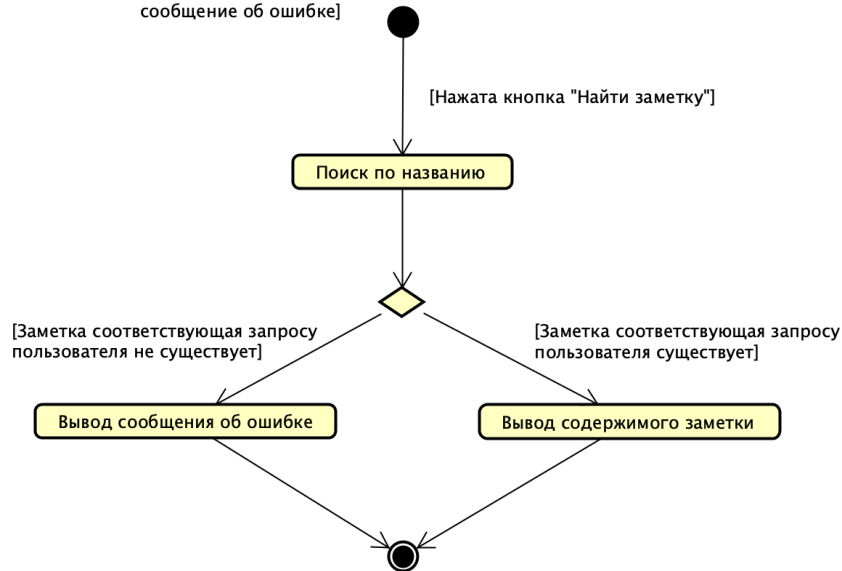 сообщение об ошибке]
[Нажата кнопка "Найти заметку"]
Поиск по названию
[Заметка соответствующая запросу
пользователя не существует]
[Заметка соответствующая запросу
пользователя существует]
Вывод сообщения об ошибке
Вывод содержимого заметки